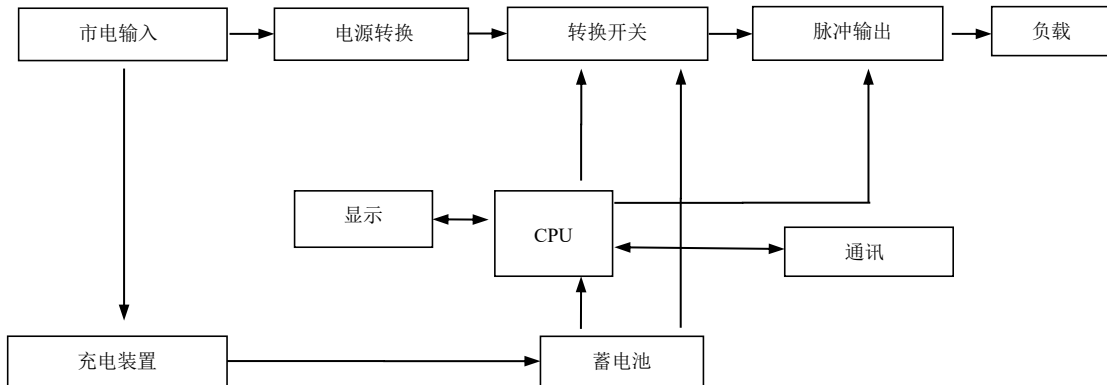 市电输入
电源转换
转换开关
脉冲输出
负载
显示
CPU
通讯
充电装置
蓄电池